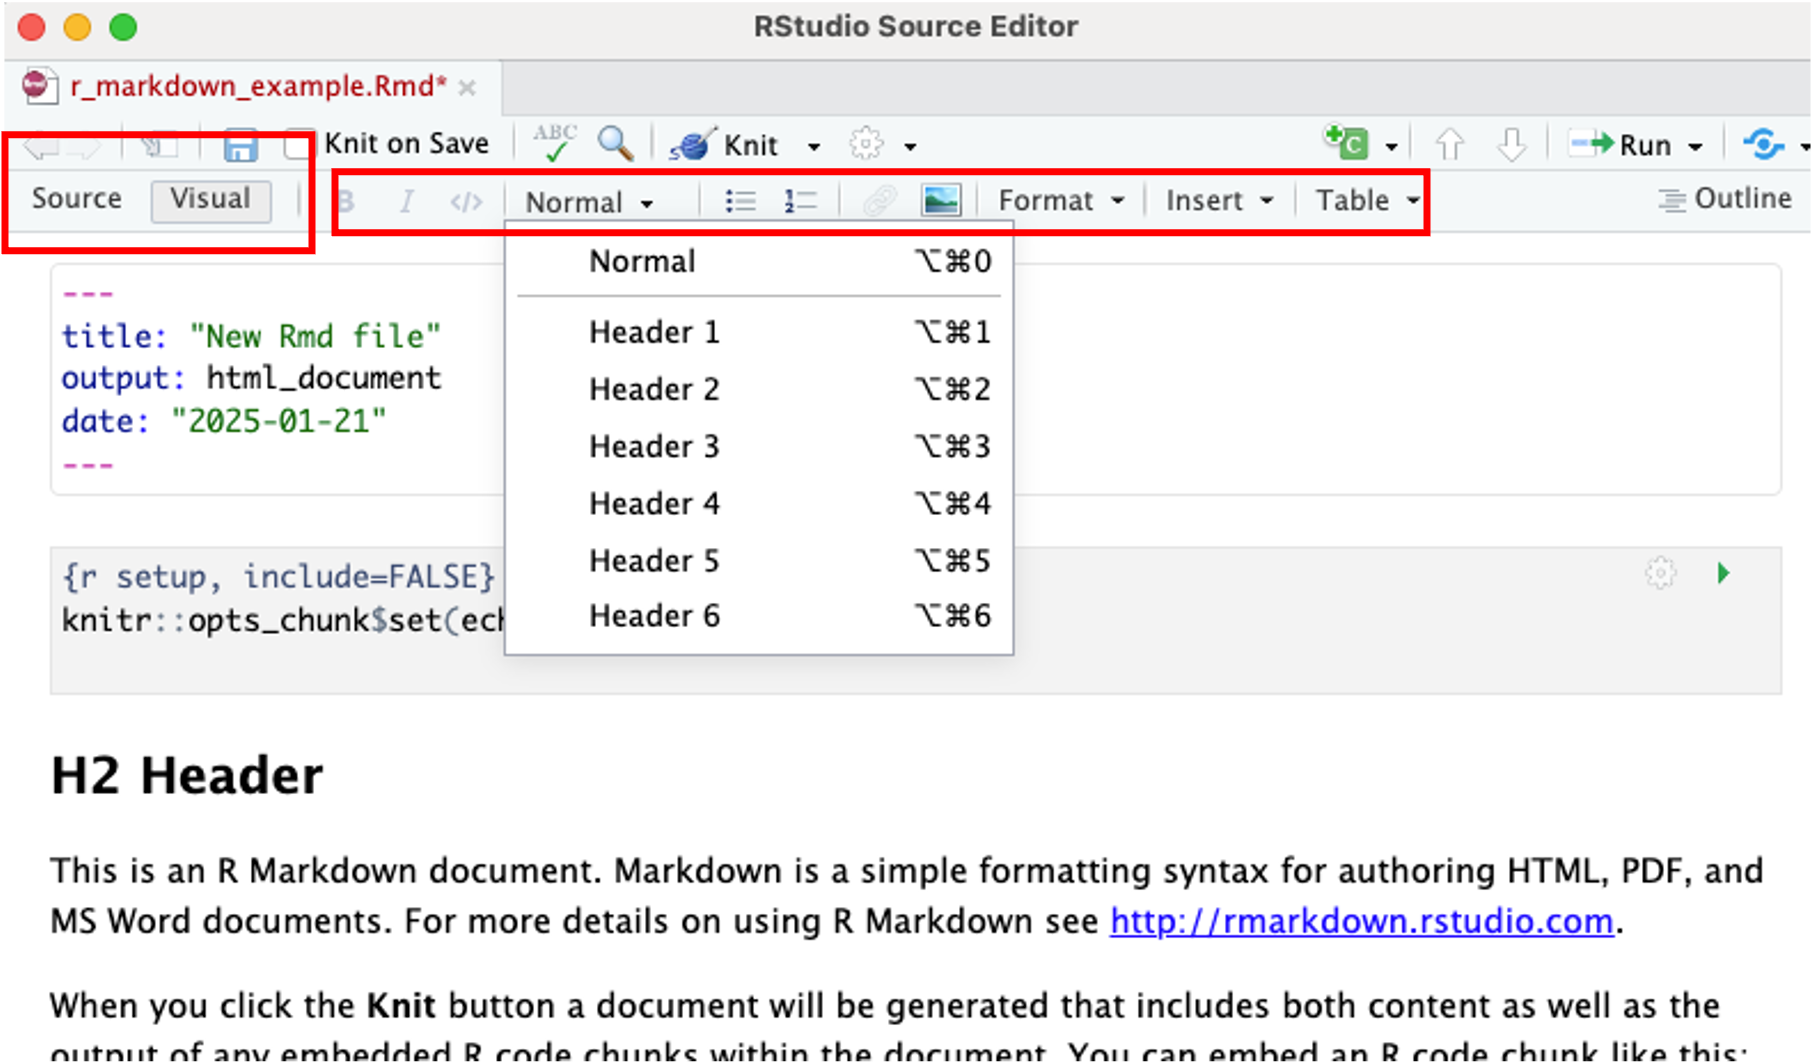 RStudio Source Editor
r_markdown_example.Rmd*
Knit on Save ABC Knit C Run
Source Visual B I </> Normal Format Insert Table Outline
Normal ⌥⌘0
Header 1 ⌥⌘1
Header 2 ⌥⌘2
Header 3 ⌥⌘3
Header 4 ⌥⌘4
Header 5 ⌥⌘5
Header 6 ⌥⌘6
---
title: "New Rmd file"
output: html_document
date: "2025-01-21"
---
{r setup, include=FALSE}
knitr::opts_chunk$set(ech
H2 Header
This is an R Markdown document. Markdown is a simple formatting syntax for authoring HTML, PDF, and
MS Word documents. For more details on using R Markdown see http://rmarkdown.rstudio.com.
When you click the Knit button a document will be generated that includes both content as well as the
output of any embedded R code chunks within the document. You can embed an R code chunk like this: